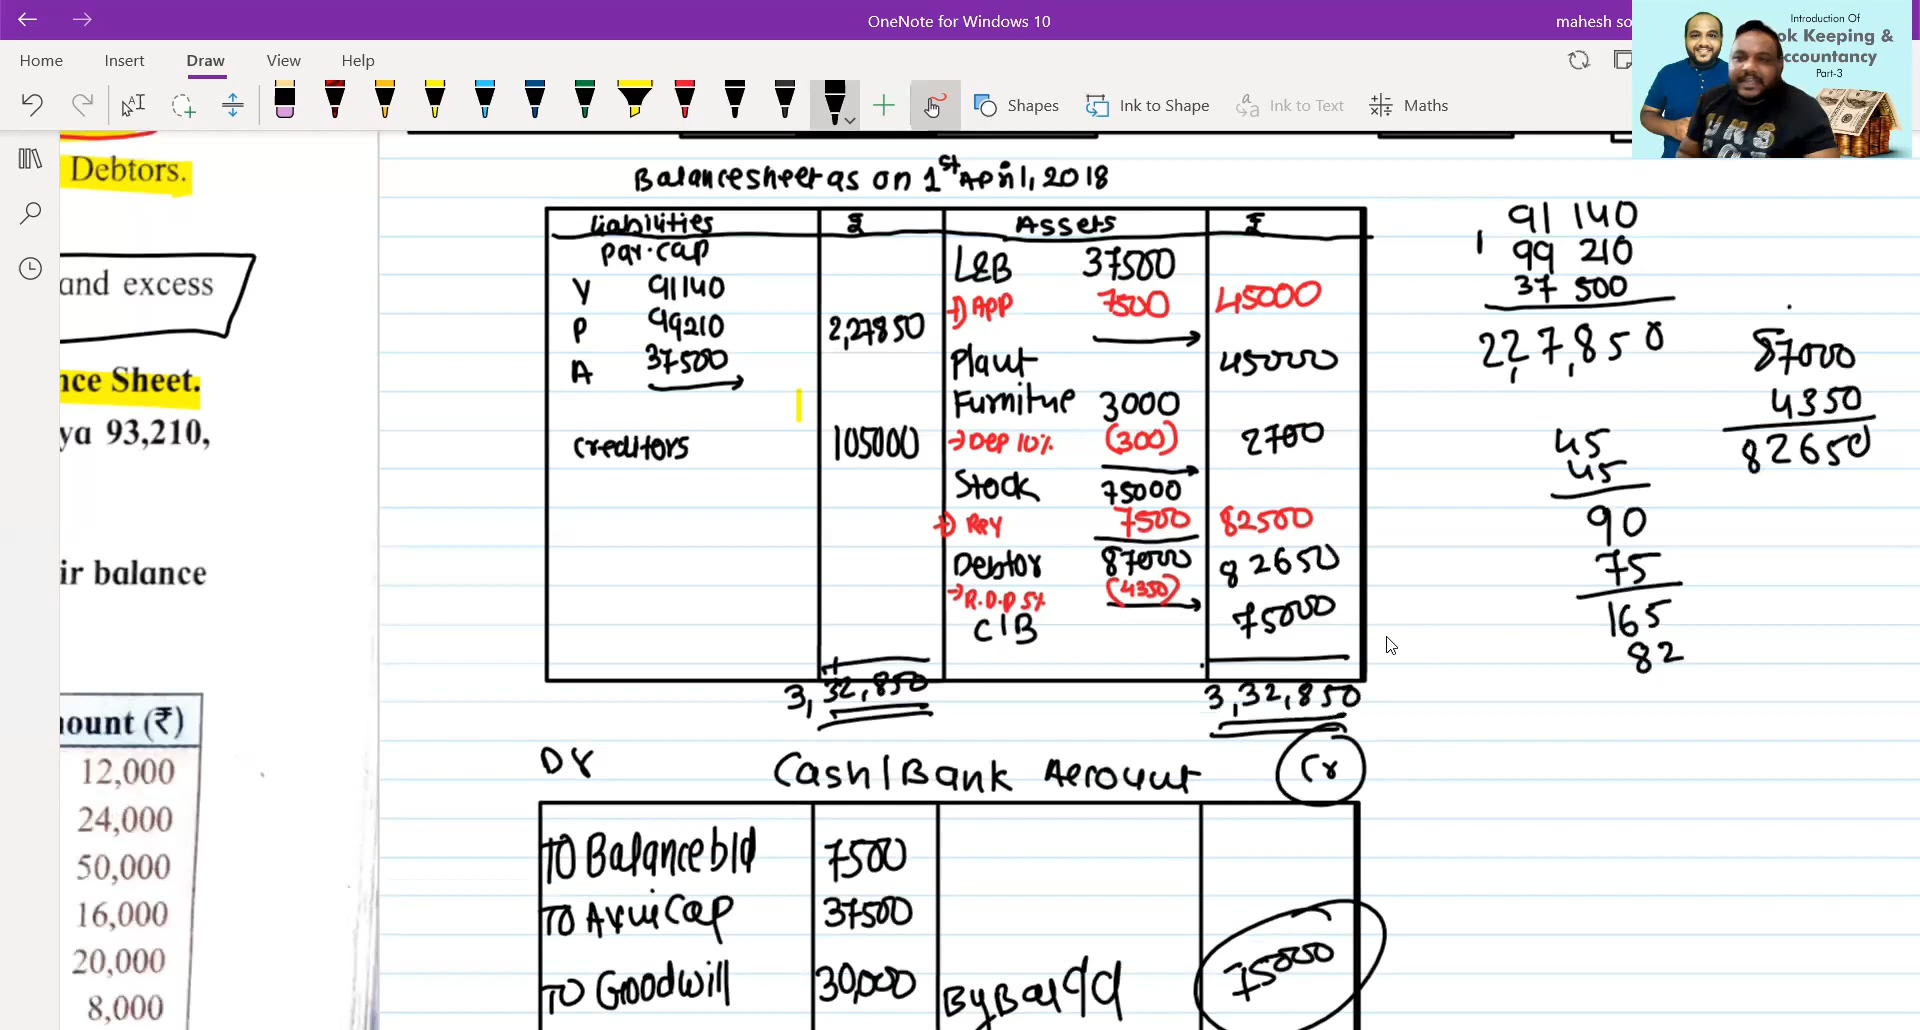 OneNote for Windows 10
mahesh so
Home Insert Draw View Help
Shapes Ink to Shape Ink to Text Maths
Introduction Of
ok Keeping &
ccountancy
Part-3
Debtors.
and excess
nce Sheet.
ya 93,210,
ir balance
nount (₹)
12,000
24,000
50,000
16,000
20,000
8,000
Balancesheet as on 1st April, 2018
Liabilities ₹ Assets ₹
Par.cap
Y 91140
P 99210 2,27850
A 37500
Creditors 105000
L&B 37500
+) APP 7500 45000
Plant 45000
Furniture 3000
→ Dep 10% (300) 2700
Stock 75000
+) Rev 7500 82500
Debtor 87000 82650
→ R.D.D 5% (4350)
C/B 75000
3,32,850 3,32,850
91 140
1 99 210
37 500
22,7,850
87000
4350
82650
45
45
90
75
165
82
Dr Cash/Bank Account Cr
To Balance b/d 7500
To Arun Cap 37500
To Goodwill 30,000 By Bal c/d 75000